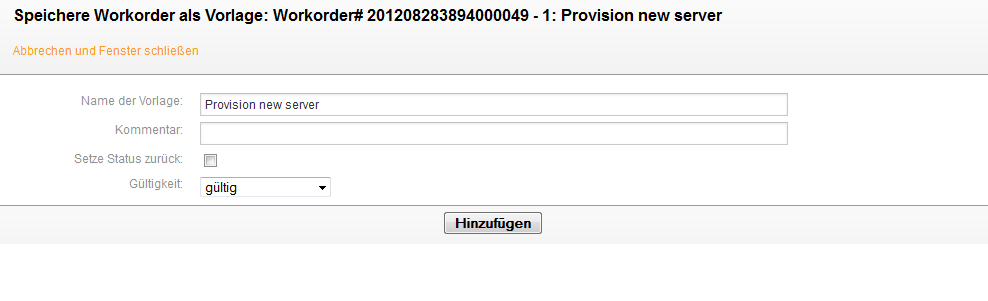 Speichere Workorder als Vorlage: Workorder# 201208283894000049 - 1: Provision new server
Abbrechen und Fenster schließen
Name der Vorlage: Provision new server
Kommentar:
Setze Status zurück:
Gültigkeit: gültig
Hinzufügen